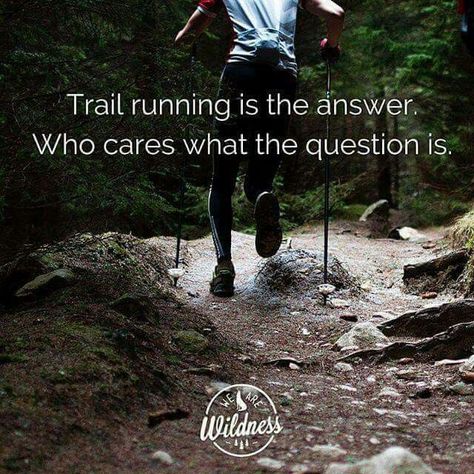 Trail running is the answer.
Who cares what the question is.
WE ARE
Wildness